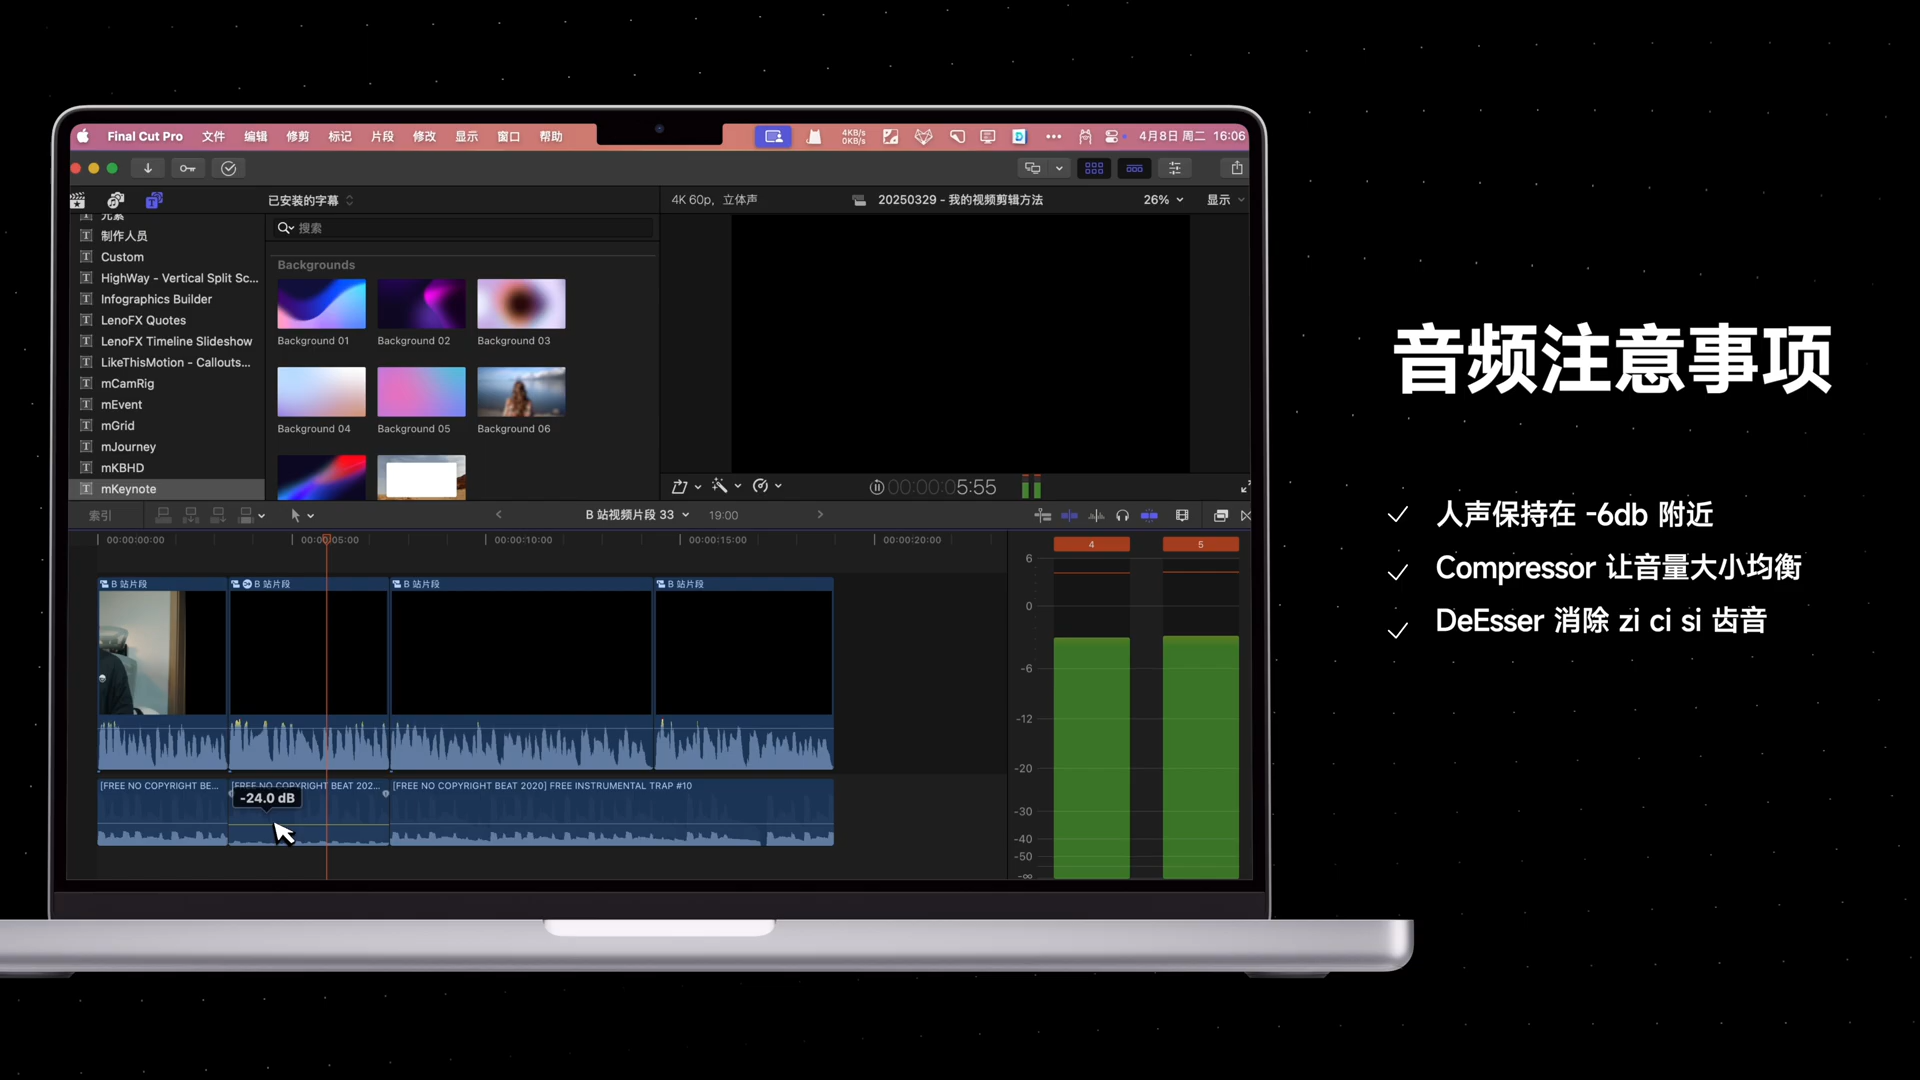 Final Cut Pro 文件 编辑 修剪 标记 片段 修改 显示 窗口 帮助
4KB/s
0KB/s
4月8日 周二 16:06
已安装的字幕
4K 60p, 立体声
20250329 - 我的视频剪辑方法
26%
显示
元素
制作人员
Custom
HighWay - Vertical Split Sc...
Infographics Builder
LenoFX Quotes
LenoFX Timeline Slideshow
LikeThisMotion - Callouts...
mCamRig
mEvent
mGrid
mJourney
mKBHD
mKeynote
搜索
Backgrounds
Background 01
Background 02
Background 03
Background 04
Background 05
Background 06
00:00:00:05:55
索引
B 站视频片段 33
19:00
00:00:00:00
00:00:05:00
00:00:10:00
00:00:15:00
00:00:20:00
B 站片段
B 站片段
B 站片段
B 站片段
[FREE NO COPYRIGHT BE...
[FREE NO COPYRIGHT BEAT 202...
[FREE NO COPYRIGHT BEAT 2020] FREE INSTRUMENTAL TRAP #10
-24.0 dB
4
5
6
0
-6
-12
-20
-30
-40
-50
-∞
音频注意事项
人声保持在 -6db 附近
Compressor 让音量大小均衡
DeEsser 消除 zi ci si 齿音